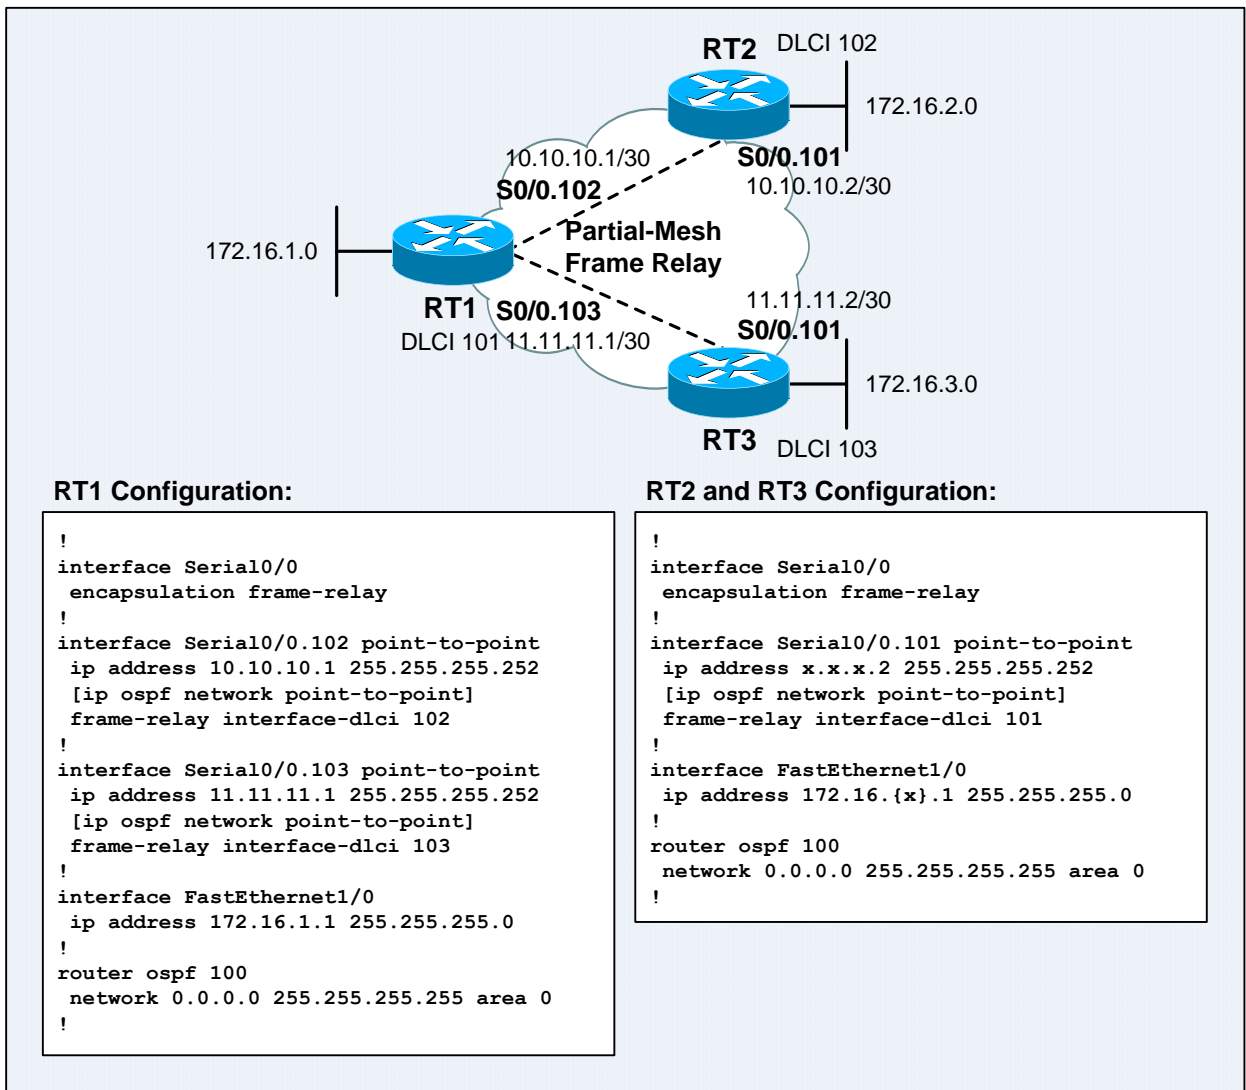 RT2
DLCI 102
172.16.2.0
10.10.10.1/30
S0/0.101
S0/0.102
10.10.10.2/30
172.16.1.0
Partial-Mesh
Frame Relay
11.11.11.2/30
RT1
S0/0.103
S0/0.101
DLCI 101
11.11.11.1/30
172.16.3.0
RT3
DLCI 103
RT1 Configuration:
!
interface Serial0/0
encapsulation frame-relay
!
interface Serial0/0.102 point-to-point
ip address 10.10.10.1 255.255.255.252
[ip ospf network point-to-point]
frame-relay interface-dlci 102
!
interface Serial0/0.103 point-to-point
ip address 11.11.11.1 255.255.255.252
[ip ospf network point-to-point]
frame-relay interface-dlci 103
!
interface FastEthernet1/0
ip address 172.16.1.1 255.255.255.0
!
router ospf 100
network 0.0.0.0 255.255.255.255 area 0
!
RT2 and RT3 Configuration:
!
interface Serial0/0
encapsulation frame-relay
!
interface Serial0/0.101 point-to-point
ip address x.x.x.2 255.255.255.252
[ip ospf network point-to-point]
frame-relay interface-dlci 101
!
interface FastEthernet1/0
ip address 172.16.{x}.1 255.255.255.0
!
router ospf 100
network 0.0.0.0 255.255.255.255 area 0
!